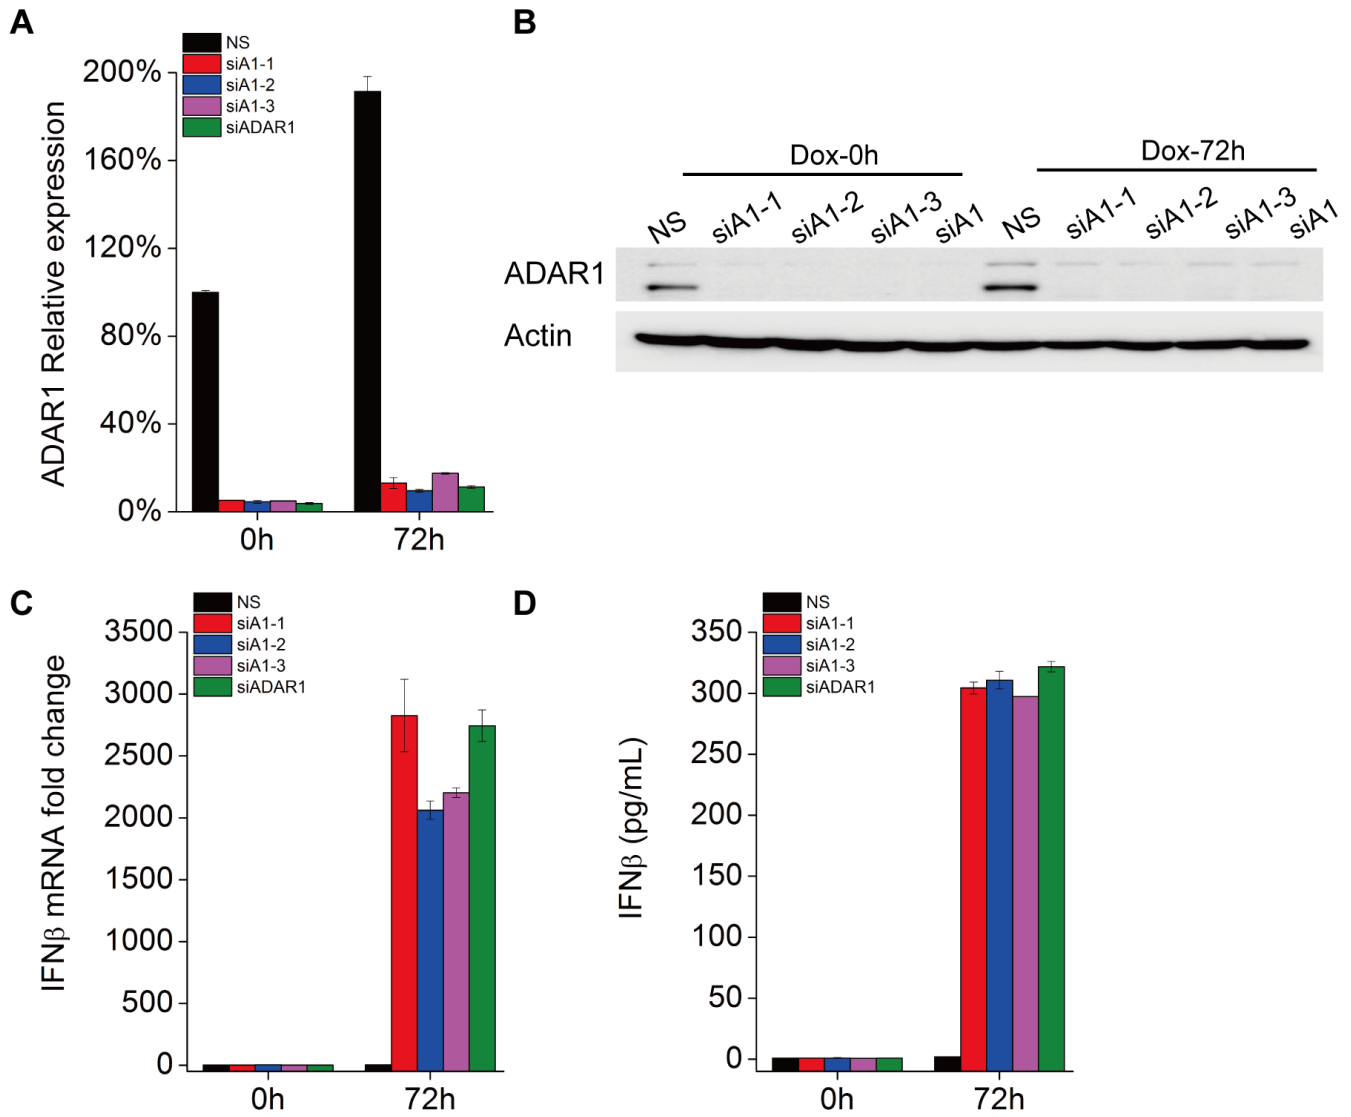 A
NS
siA1-1
siA1-2
siA1-3
siADAR1
200%
160%
120%
80%
40%
0%
ADAR1 Relative expression
0h 72h
B
Dox-0h Dox-72h
NS siA1-1 siA1-2 siA1-3 siA1 NS siA1-1 siA1-2 siA1-3 siA1
ADAR1
Actin
C
NS
siA1-1
siA1-2
siA1-3
siADAR1
3500
3000
2500
2000
1500
1000
500
0
IFNβ mRNA fold change
0h 72h
D
NS
siA1-1
siA1-2
siA1-3
siADAR1
350
300
250
200
150
100
50
0
IFNβ (pg/mL)
0h 72h